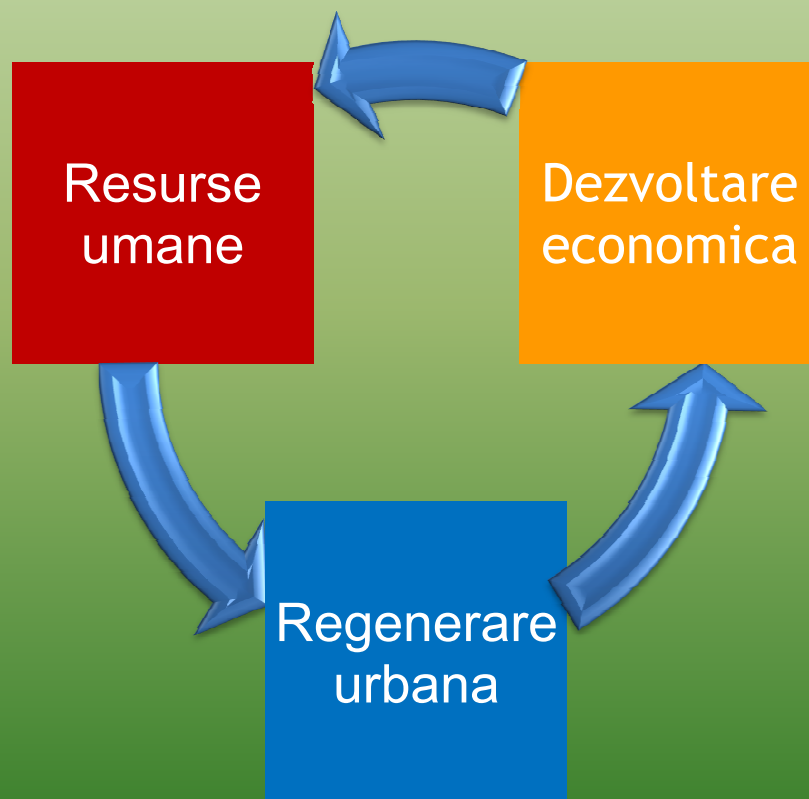 Resurse
umane
Dezvoltare
economica
Regenerare
urbana